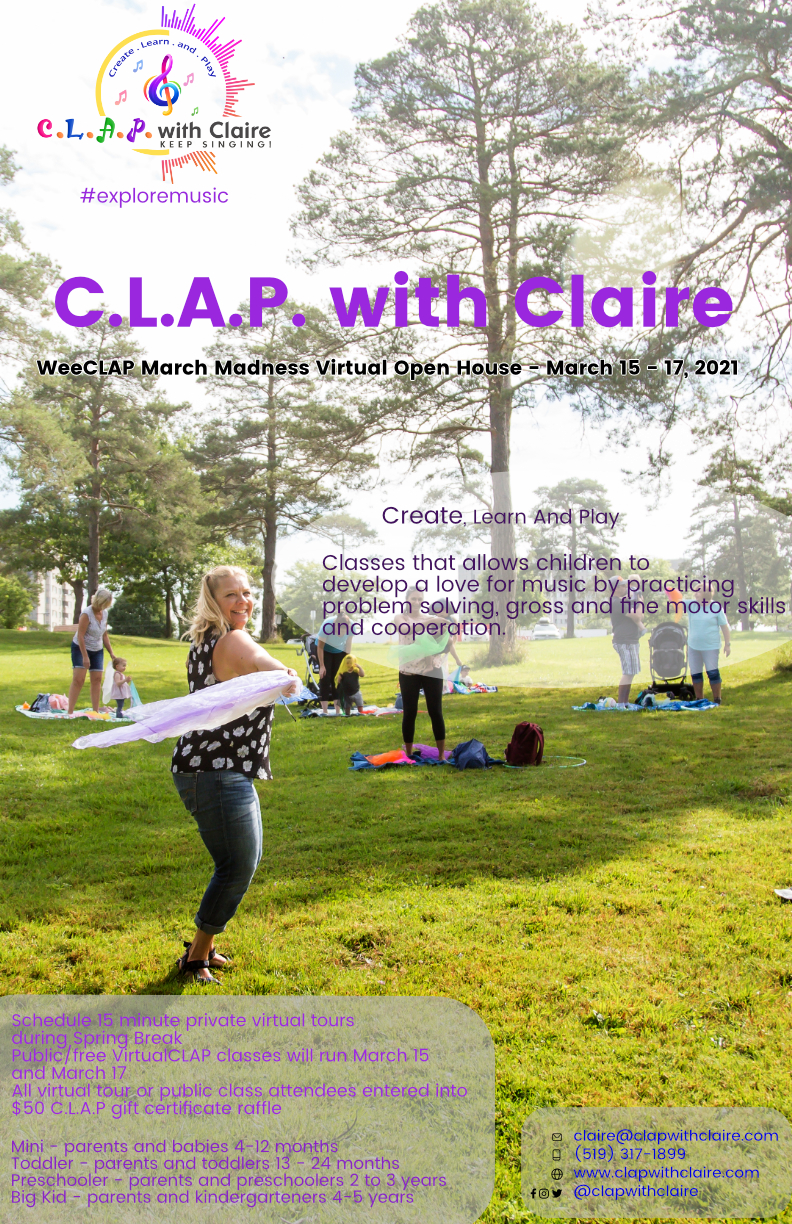 Create . Learn . and . Play
C.L.A.P. with Claire
KEEP SINGING!
#exploremusic
C.L.A.P. with Claire
WeeCLAP March Madness Virtual Open House - March 15 - 17, 2021
Create, Learn And Play
Classes that allows children to
develop a love for music by practicing
problem solving, gross and fine motor skills
and cooperation.
Schedule 15 minute private virtual tours
during Spring Break
Public/free VirtualCLAP classes will run March 15
and March 17
All virtual tour or public class attendees entered into
$50 C.L.A.P gift certificate raffle
Mini - parents and babies 4-12 months
Toddler - parents and toddlers 13 - 24 months
Preschooler - parents and preschoolers 2 to 3 years
Big Kid - parents and kindergarteners 4-5 years
claire@clapwithclaire.com
(519) 317-1899
www.clapwithclaire.com
@clapwithclaire